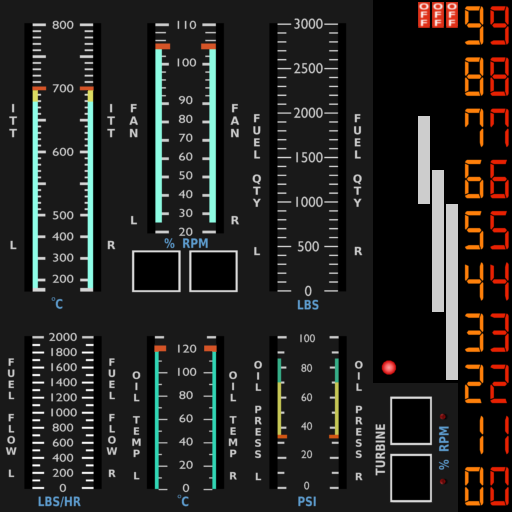 ITT
800
700
600
500
400
300
200
ITT
L
R
°C
FAN
110
100
90
80
70
60
50
40
30
20
FAN
L
R
% RPM
FUEL QTY
3000
2500
2000
1500
1000
500
0
FUEL QTY
L
R
LBS
OFF OFF OFF
99
88
77
66
55
44
33
22
11
00
FUEL FLOW
2000
1800
1600
1400
1200
1000
800
600
400
200
0
FUEL FLOW
L
R
LBS/HR
OIL TEMP
120
100
80
60
40
20
0
OIL TEMP
L
R
°C
OIL PRESS
100
80
60
40
20
0
OIL PRESS
L
R
PSI
TURBINE
% RPM